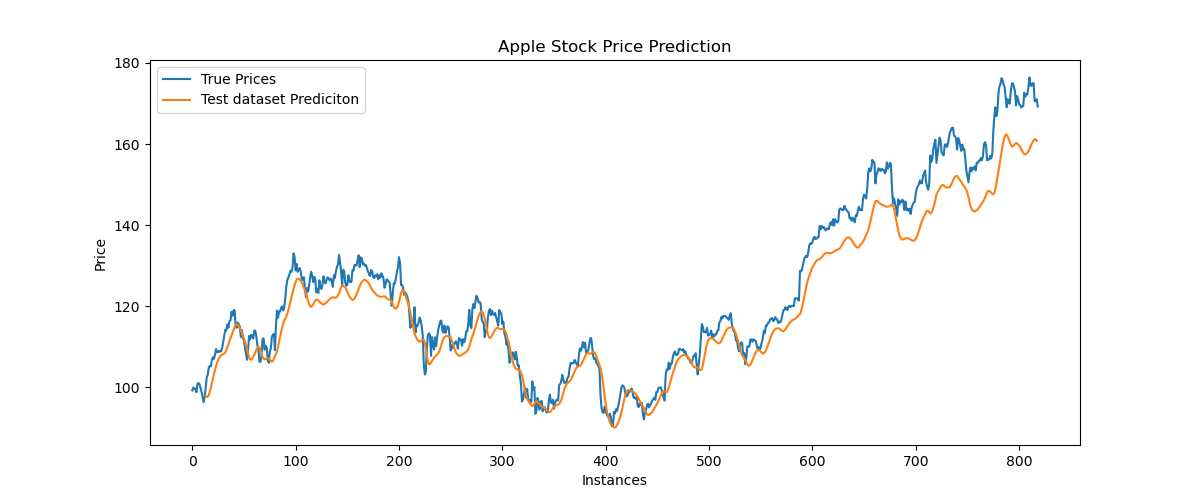 Apple Stock Price Prediction
True Prices
Test dataset Prediciton
Price
180
160
140
120
100
0 100 200 300 400 500 600 700 800
Instances